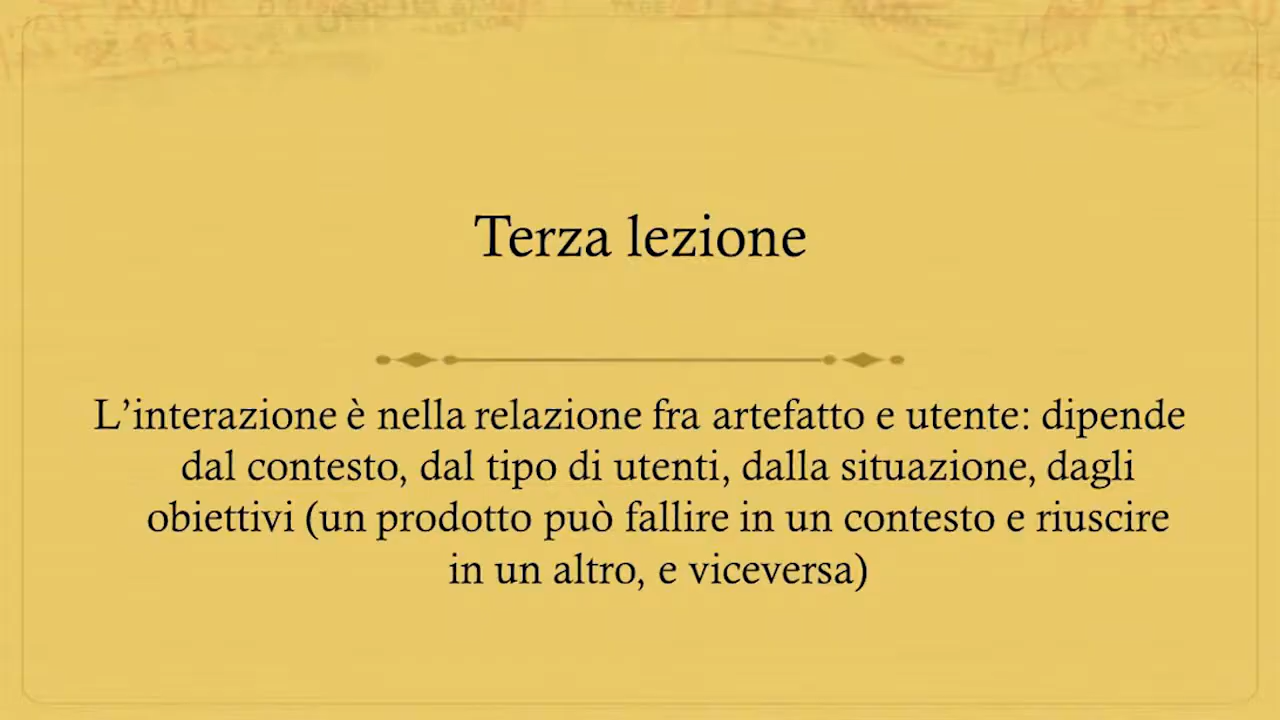 Terza lezione
L’interazione è nella relazione fra artefatto e utente: dipende
dal contesto, dal tipo di utenti, dalla situazione, dagli
obiettivi (un prodotto può fallire in un contesto e riuscire
in un altro, e viceversa)